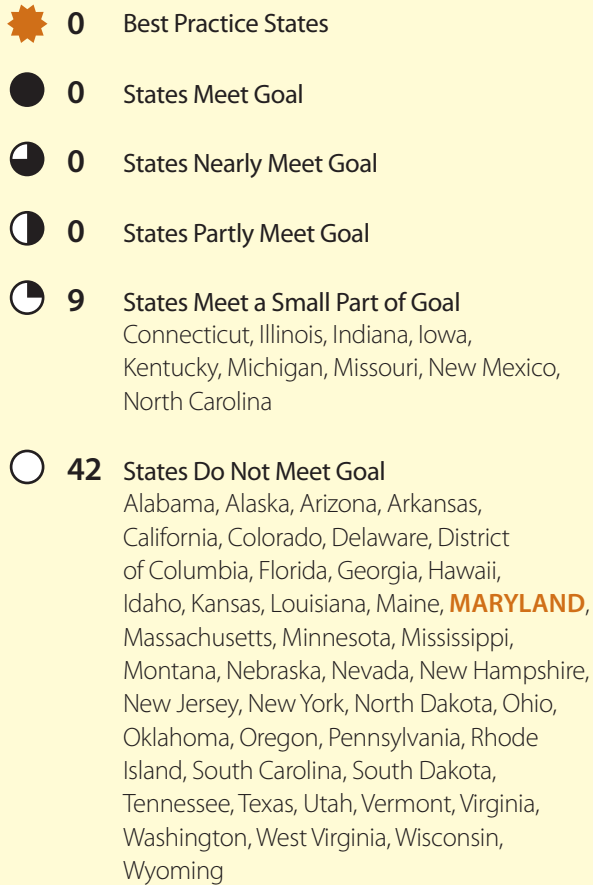 0 Best Practice States
0 States Meet Goal
0 States Nearly Meet Goal
0 States Partly Meet Goal
9 States Meet a Small Part of Goal
Connecticut, Illinois, Indiana, Iowa,
Kentucky, Michigan, Missouri, New Mexico,
North Carolina
42 States Do Not Meet Goal
Alabama, Alaska, Arizona, Arkansas,
California, Colorado, Delaware, District
of Columbia, Florida, Georgia, Hawaii,
Idaho, Kansas, Louisiana, Maine, MARYLAND,
Massachusetts, Minnesota, Mississippi,
Montana, Nebraska, Nevada, New Hampshire,
New Jersey, New York, North Dakota, Ohio,
Oklahoma, Oregon, Pennsylvania, Rhode
Island, South Carolina, South Dakota,
Tennessee, Texas, Utah, Vermont, Virginia,
Washington, West Virginia, Wisconsin,
Wyoming